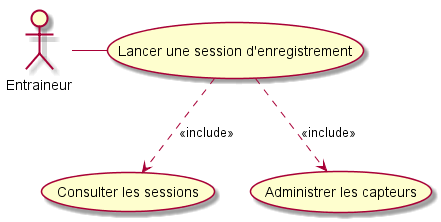 Lancer une session d'enregistrement
Entraineur
«include» «include»
Consulter les sessions
Administrer les capteurs